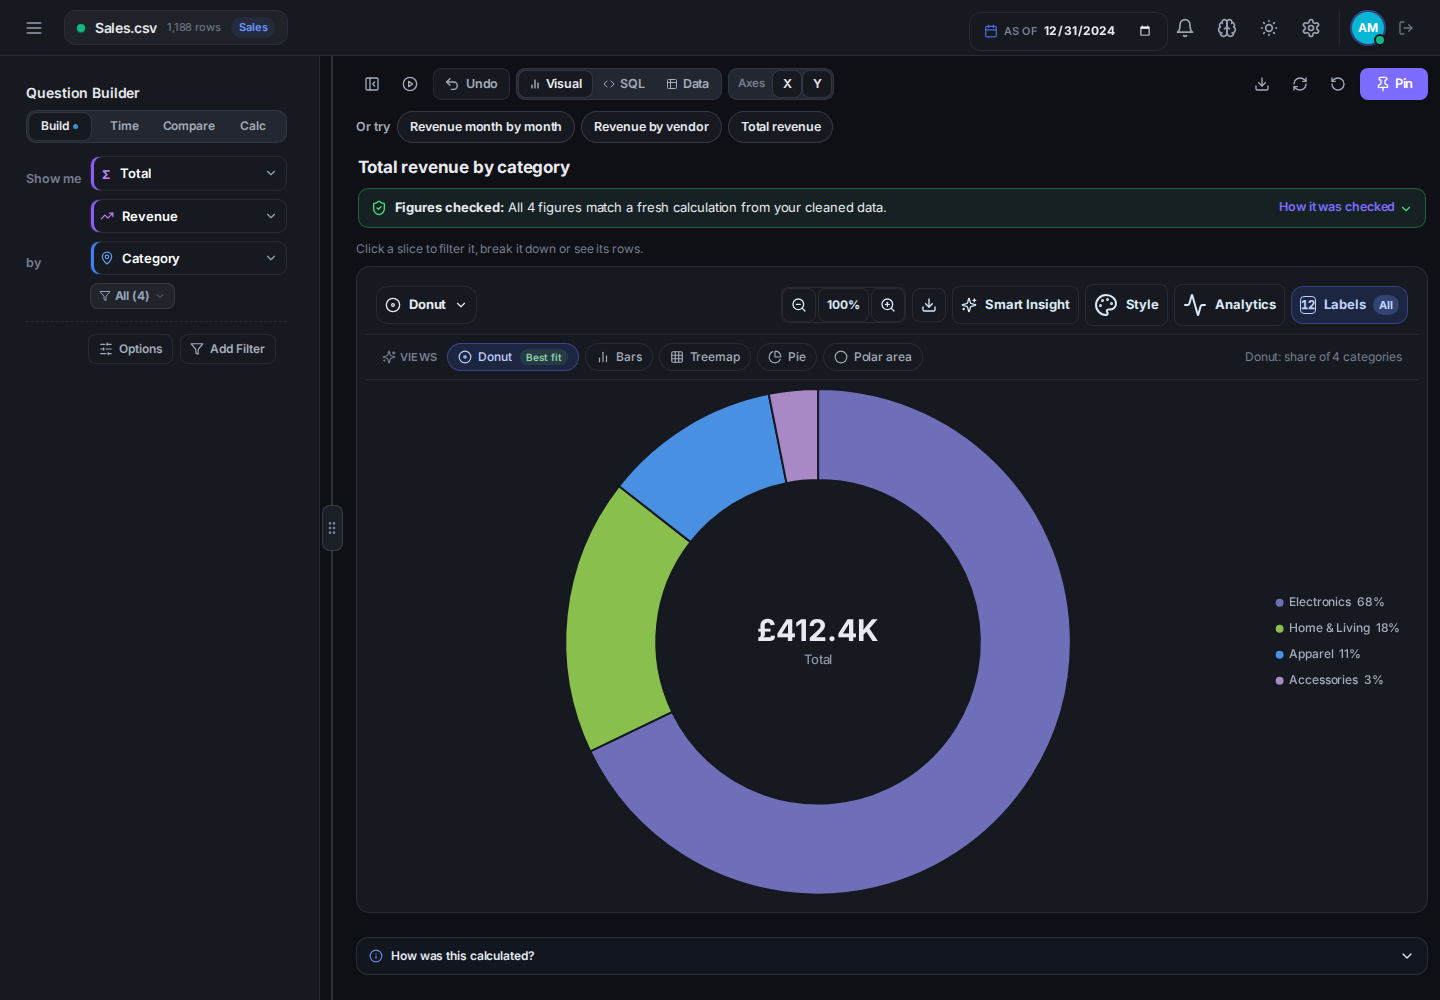 Sales.csv 1,188 rows Sales
AS OF 12/31/2024
AM
Question Builder
Build Time Compare Calc
Show me Σ Total
Revenue
by Category
All (4)
Options Add Filter
Undo Visual SQL Data Axes X Y Pin
Or try Revenue month by month Revenue by vendor Total revenue
Total revenue by category
Figures checked: All 4 figures match a fresh calculation from your cleaned data. How it was checked
Click a slice to filter it, break it down or see its rows.
Donut 100% Smart Insight Style Analytics 12 Labels All
VIEWS Donut Best fit Bars Treemap Pie Polar area Donut: share of 4 categories
£412.4K
Total
Electronics 68%
Home & Living 18%
Apparel 11%
Accessories 3%
How was this calculated?